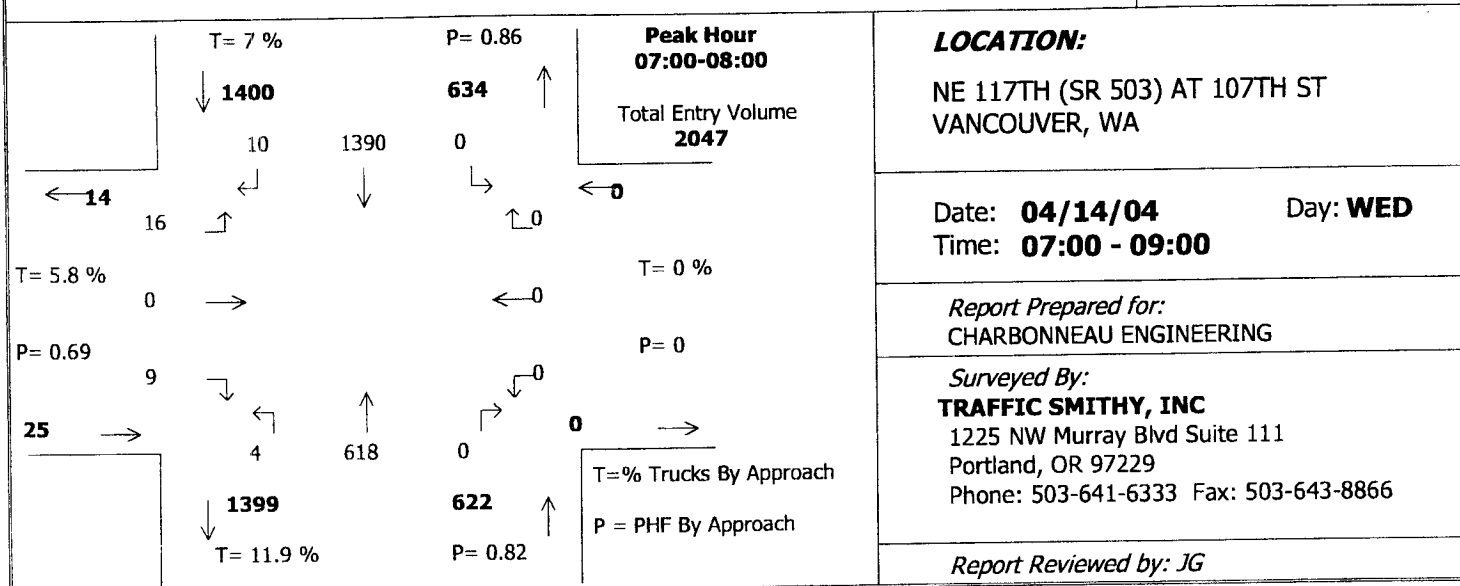 T= 7 % P= 0.86 Peak Hour
07:00-08:00
1400 634
Total Entry Volume
2047
10 1390 0
14 0
16 0
T= 5.8 % T= 0 %
0 0
P= 0.69 P= 0
9 0
25 0
4 618 0
T=% Trucks By Approach
1399 622
P = PHF By Approach
T= 11.9 % P= 0.82
LOCATION:
NE 117TH (SR 503) AT 107TH ST
VANCOUVER, WA
Date: 04/14/04 Day: WED
Time: 07:00 - 09:00
Report Prepared for:
CHARBONNEAU ENGINEERING
Surveyed By:
TRAFFIC SMITHY, INC
1225 NW Murray Blvd Suite 111
Portland, OR 97229
Phone: 503-641-6333 Fax: 503-643-8866
Report Reviewed by: JG